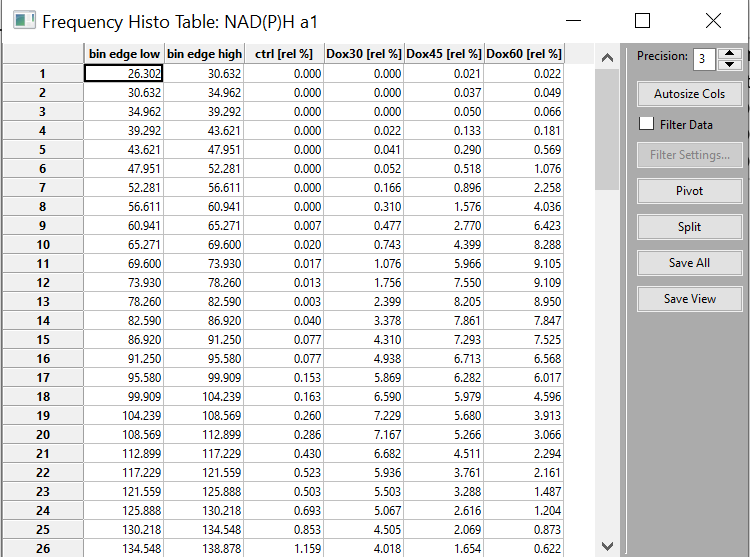 Frequency Histo Table: NAD(P)H a1
bin edge low bin edge high ctrl [rel %] Dox30 [rel %] Dox45 [rel %] Dox60 [rel %]
1 26.302 30.632 0.000 0.000 0.021 0.022
2 30.632 34.962 0.000 0.000 0.037 0.049
3 34.962 39.292 0.000 0.000 0.050 0.066
4 39.292 43.621 0.000 0.022 0.133 0.181
5 43.621 47.951 0.000 0.041 0.290 0.569
6 47.951 52.281 0.000 0.052 0.518 1.076
7 52.281 56.611 0.000 0.166 0.896 2.258
8 56.611 60.941 0.000 0.310 1.576 4.036
9 60.941 65.271 0.007 0.477 2.770 6.423
10 65.271 69.600 0.020 0.743 4.399 8.288
11 69.600 73.930 0.017 1.076 5.966 9.105
12 73.930 78.260 0.013 1.756 7.550 9.109
13 78.260 82.590 0.003 2.399 8.205 8.950
14 82.590 86.920 0.040 3.378 7.861 7.847
15 86.920 91.250 0.077 4.310 7.293 7.525
16 91.250 95.580 0.077 4.938 6.713 6.568
17 95.580 99.909 0.153 5.869 6.282 6.017
18 99.909 104.239 0.163 6.590 5.979 4.596
19 104.239 108.569 0.260 7.229 5.680 3.913
20 108.569 112.899 0.286 7.167 5.266 3.066
21 112.899 117.229 0.430 6.682 4.511 2.294
22 117.229 121.559 0.523 5.936 3.761 2.161
23 121.559 125.888 0.503 5.503 3.288 1.487
24 125.888 130.218 0.693 5.067 2.616 1.204
25 130.218 134.548 0.853 4.505 2.069 0.873
26 134.548 138.878 1.159 4.018 1.654 0.622
Precision: 3
Autosize Cols
Filter Data
Filter Settings...
Pivot
Split
Save All
Save View